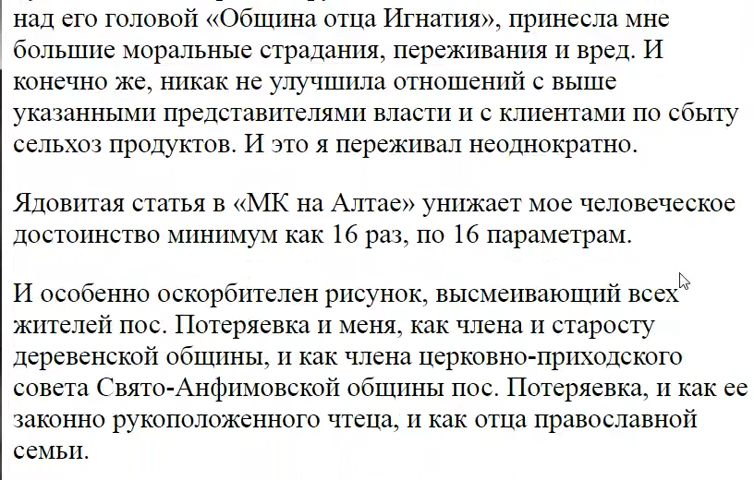 над его головой «Община отца Игнатия», принесла мне
большие моральные страдания, переживания и вред. И
конечно же, никак не улучшила отношений с выше
указанными представителями власти и с клиентами по сбыту
сельхоз продуктов. И это я переживал неоднократно.
Ядовитая статья в «МК на Алтае» унижает мое человеческое
достоинство минимум как 16 раз, по 16 параметрам.
И особенно оскорбителен рисунок, высмеивающий всех
жителей пос. Потеряевка и меня, как члена и старосту
деревенской общины, и как члена церковно-приходского
совета Свято-Анфимовской общины пос. Потеряевка, и как ее
законно рукоположенного чтеца, и как отца православной
семьи.